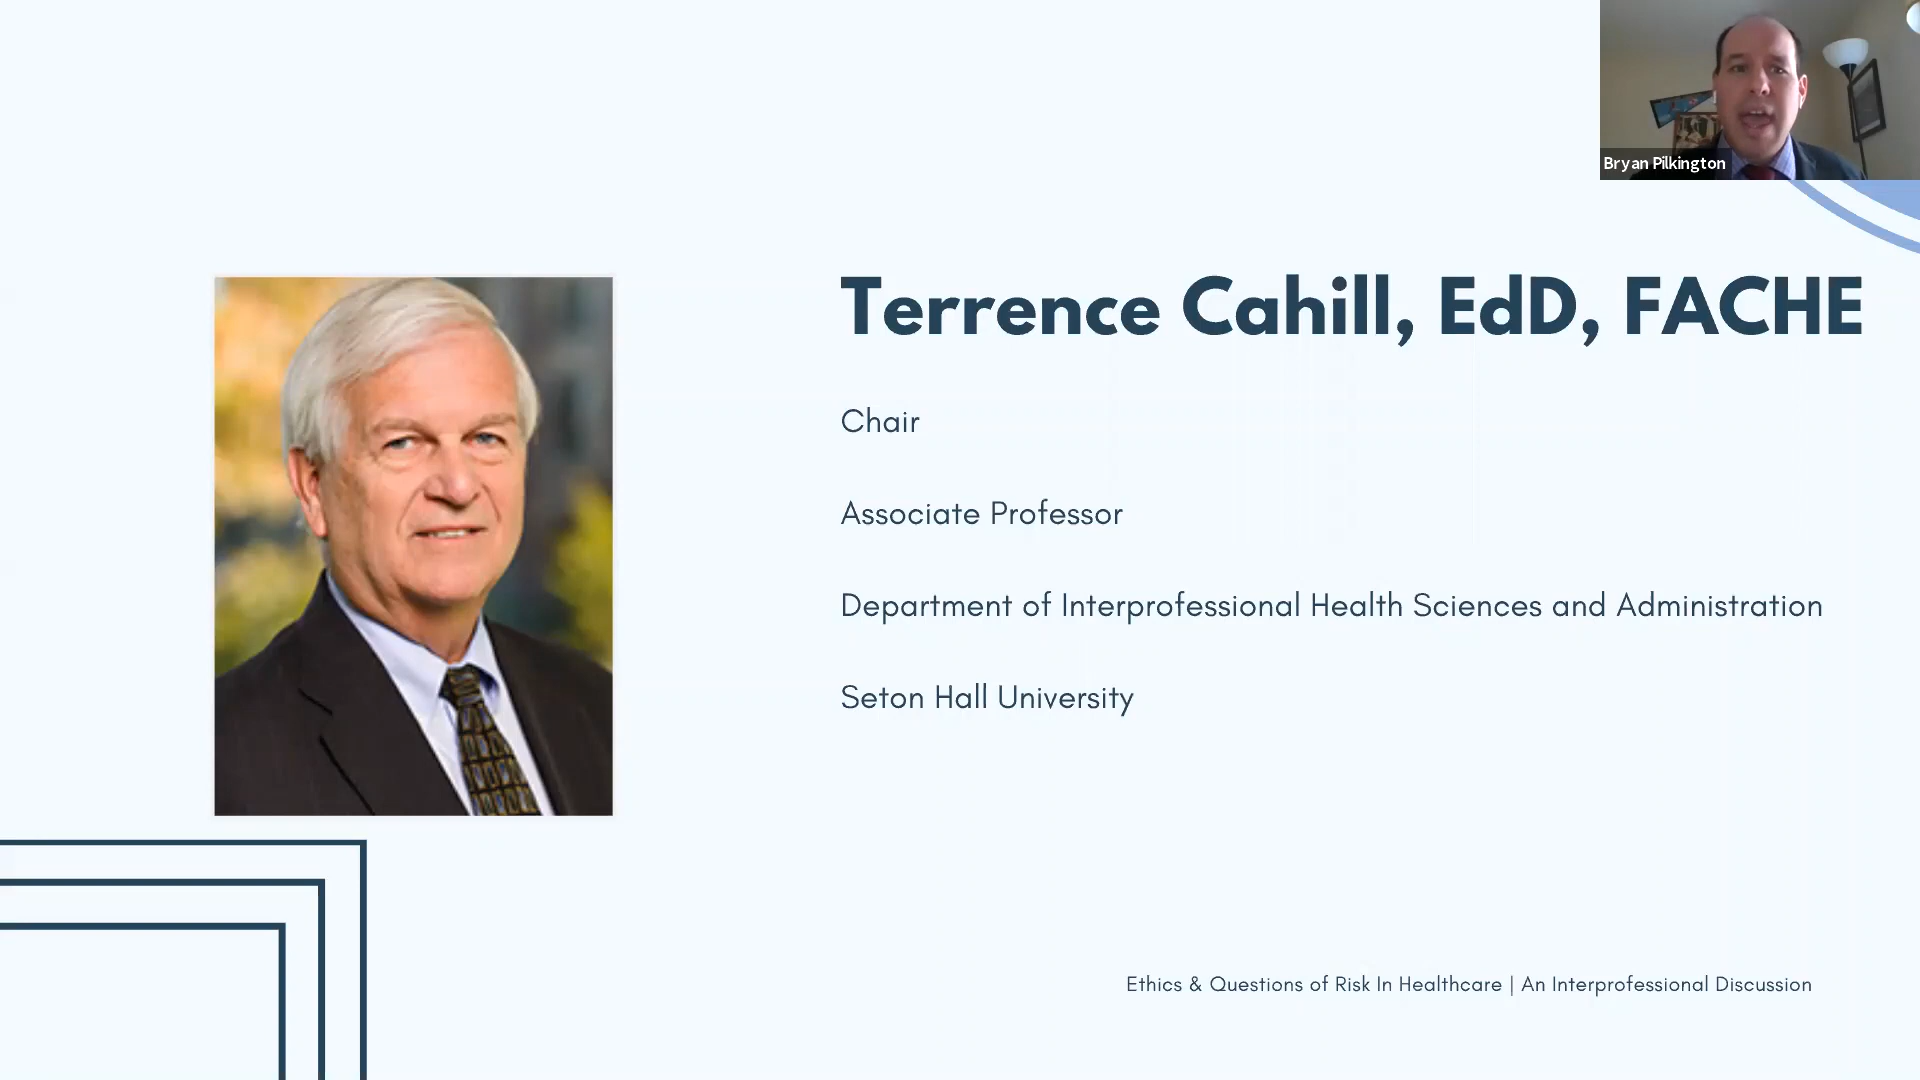 Bryan Pilkington
Terrence Cahill, EdD, FACHE
Chair
Associate Professor
Department of Interprofessional Health Sciences and Administration
Seton Hall University
Ethics & Questions of Risk In Healthcare | An Interprofessional Discussion